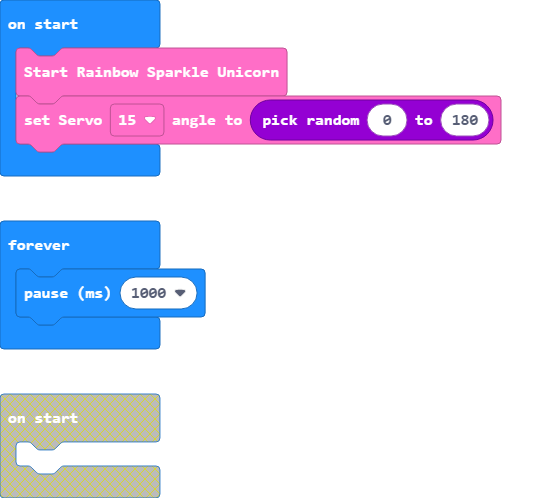 on start
Start Rainbow Sparkle Unicorn
set Servo 15 angle to pick random 0 to 180
forever
pause (ms) 1000
on start